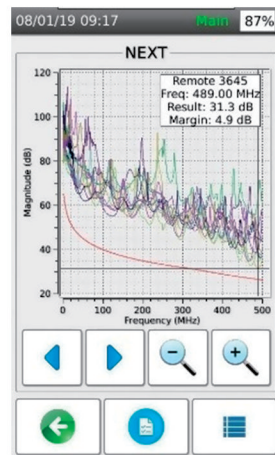 08/01/19 09:17 Main 87%
NEXT
Remote 3645
Freq: 489.00 MHz
Result: 31.3 dB
Margin: 4.9 dB
Magnitude (dB)
120
100
80
60
40
20
0 100 200 300 400 500
Frequency (MHz)